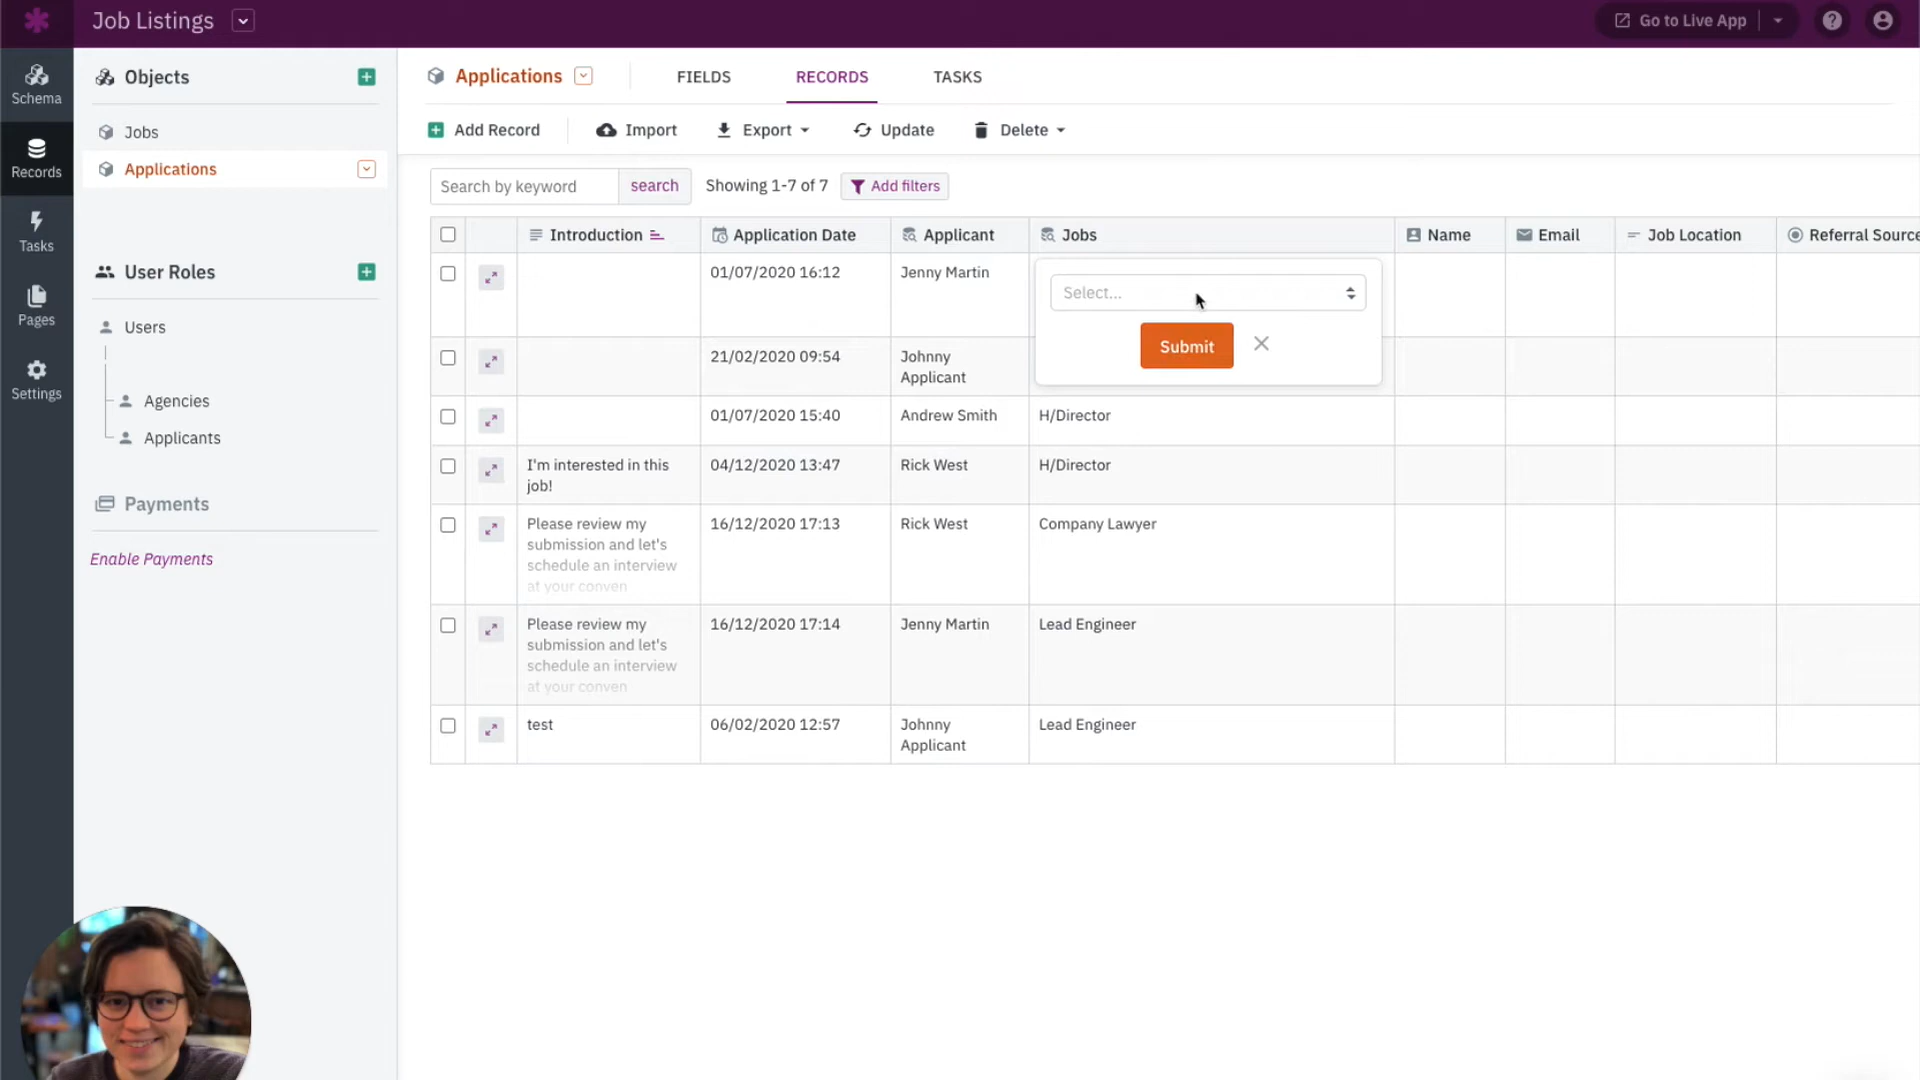 Job Listings
Go to Live App
Schema
Records
Tasks
Pages
Settings
Objects
Jobs
Applications
User Roles
Users
Agencies
Applicants
Payments
Enable Payments
Applications
FIELDS
RECORDS
TASKS
Add Record
Import
Export
Update
Delete
Search by keyword
search
Showing 1-7 of 7
Add filters
Introduction
Application Date
Applicant
Jobs
Name
Email
Job Location
Referral Source
01/07/2020 16:12
Jenny Martin
Select...
Submit
21/02/2020 09:54
Johnny
Applicant
01/07/2020 15:40
Andrew Smith
H/Director
I'm interested in this
job!
04/12/2020 13:47
Rick West
H/Director
Please review my
submission and let's
schedule an interview
at your conven
16/12/2020 17:13
Rick West
Company Lawyer
Please review my
submission and let's
schedule an interview
at your conven
16/12/2020 17:14
Jenny Martin
Lead Engineer
test
06/02/2020 12:57
Johnny
Applicant
Lead Engineer